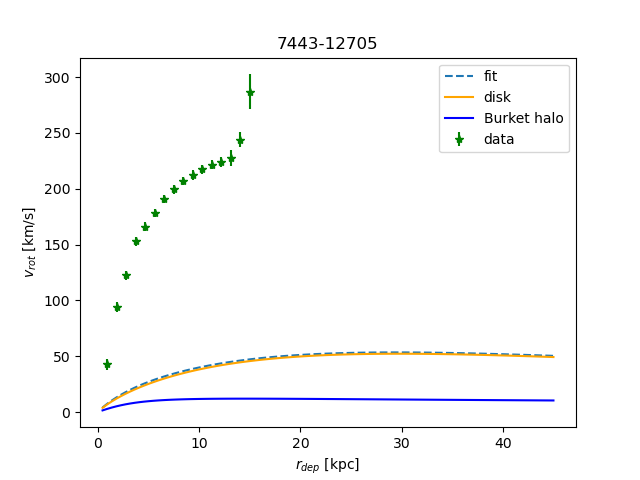 7443-12705
300
250
200
150
100
50
0
v_rot [km/s]
0 10 20 30 40
r_dep [kpc]
fit
disk
Burket halo
data